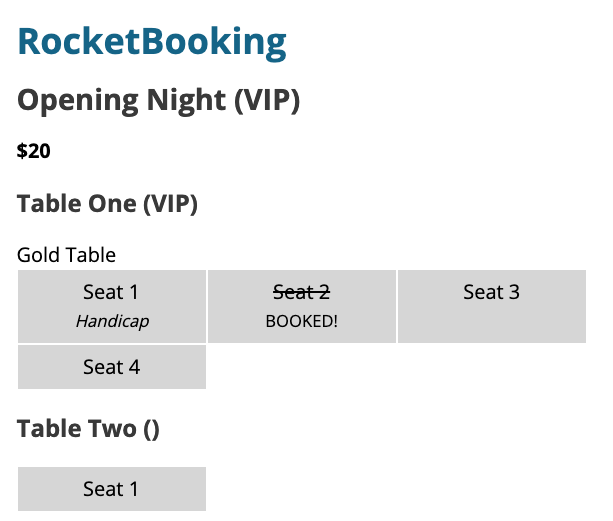 RocketBooking
Opening Night (VIP)
$20
Table One (VIP)
Gold Table
Seat 1
Handicap
Seat 2
BOOKED!
Seat 3
Seat 4
Table Two ()
Seat 1